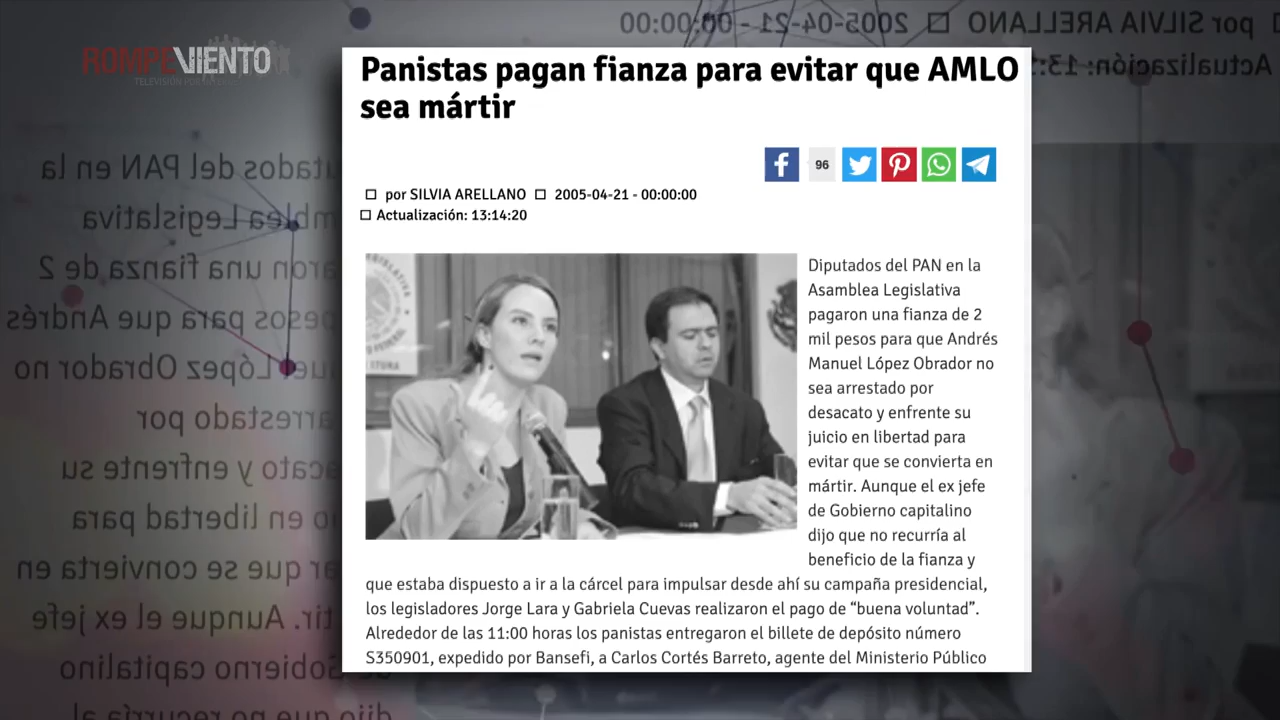 ROMPEVIENTO
Panistas pagan fianza para evitar que AMLO
sea mártir
96
por SILVIA ARELLANO 2005-04-21 - 00:00:00
Actualización: 13:14:20
Diputados del PAN en la
Asamblea Legislativa
pagaron una fianza de 2
mil pesos para que Andrés
Manuel López Obrador no
sea arrestado por
desacato y enfrente su
juicio en libertad para
evitar que se convierta en
mártir. Aunque el ex jefe
de Gobierno capitalino
dijo que no recurría al
beneficio de la fianza y
que estaba dispuesto a ir a la cárcel para impulsar desde ahí su campaña presidencial,
los legisladores Jorge Lara y Gabriela Cuevas realizaron el pago de “buena voluntad”.
Alrededor de las 11:00 horas los panistas entregaron el billete de depósito número
S350901, expedido por Bansefi, a Carlos Cortés Barreto, agente del Ministerio Público